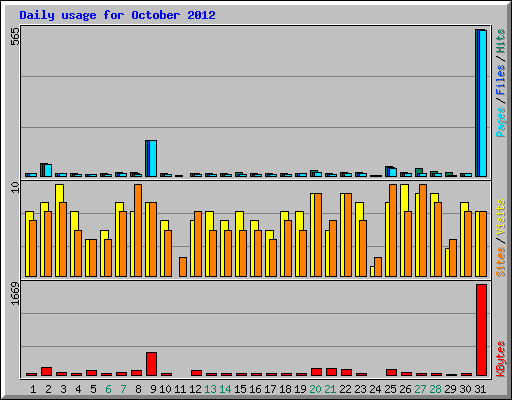 Daily usage for October 2012
565
Pages / Files / Hits
10
Sites / Visits
1669
KBytes
1 2 3 4 5 6 7 8 9 10 11 12 13 14 15 16 17 18 19 20 21 22 23 24 25 26 27 28 29 30 31